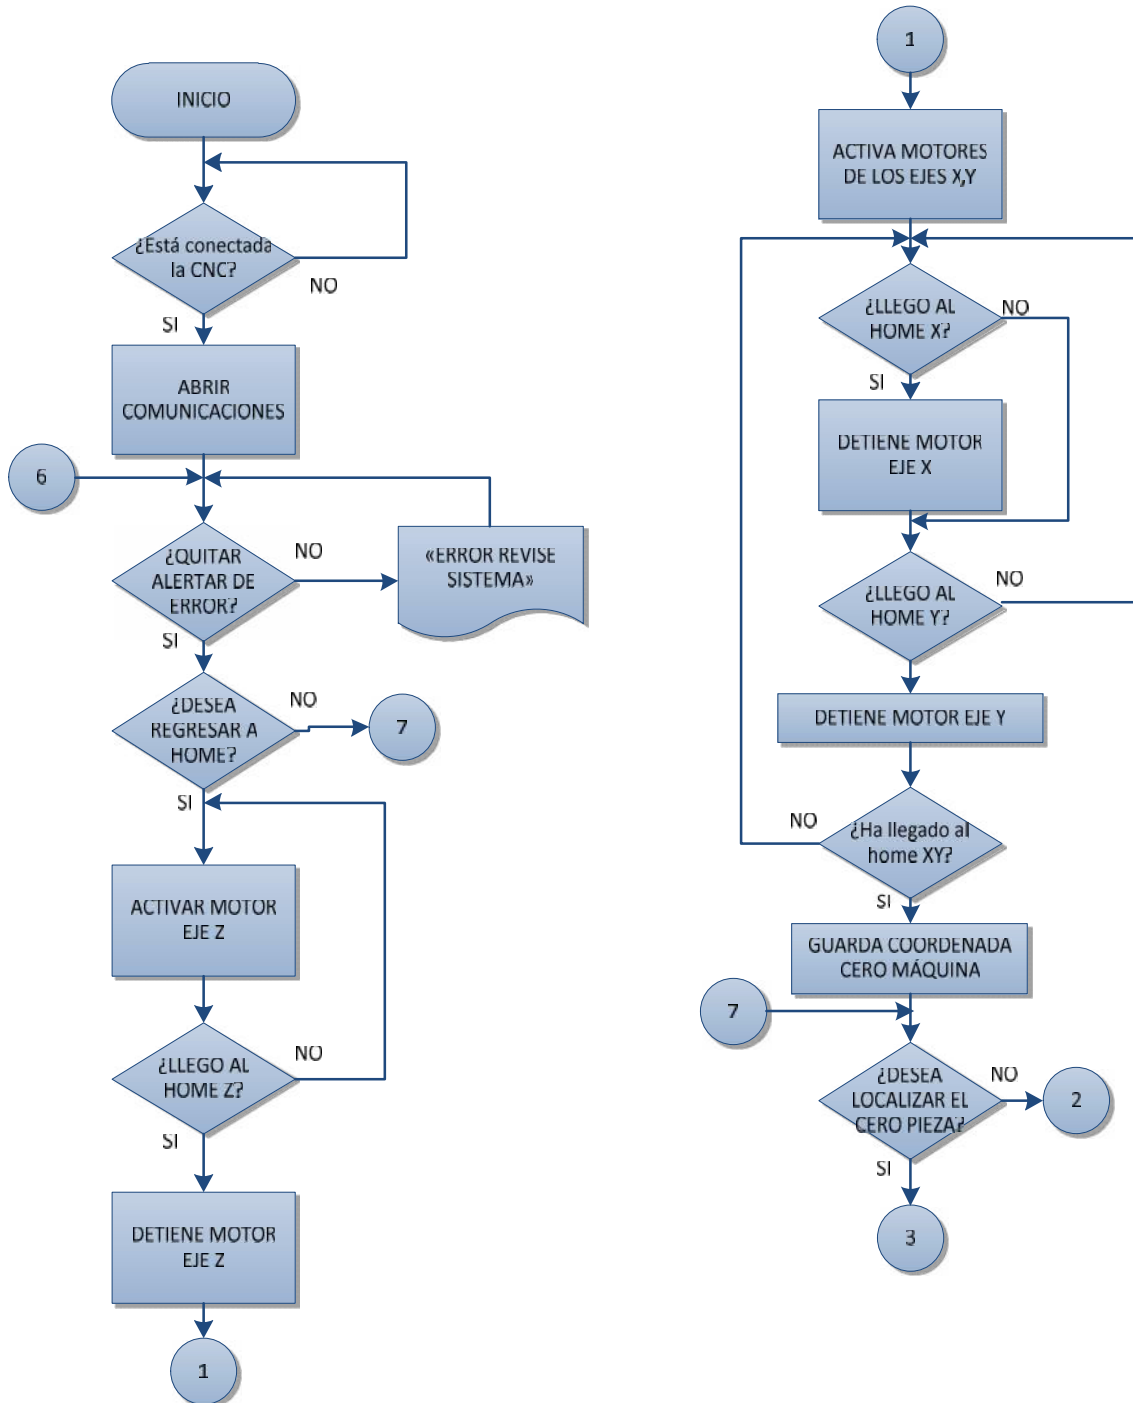 INICIO
¿Está conectada
la CNC?
NO
SI
ABRIR
COMUNICACIONES
6
¿QUITAR
ALERTAR DE
ERROR?
NO
«ERROR REVISE
SISTEMA»
SI
¿DESEA
REGRESAR A
HOME?
NO
7
SI
ACTIVAR MOTOR
EJE Z
¿LLEGO AL
HOME Z?
NO
SI
DETIENE MOTOR
EJE Z
1
1
ACTIVA MOTORES
DE LOS EJES X,Y
¿LLEGO AL
HOME X?
NO
SI
DETIENE MOTOR
EJE X
¿LLEGO AL
HOME Y?
NO
DETIENE MOTOR EJE Y
¿Ha llegado al
home XY?
NO
SI
GUARDA COORDENADA
CERO MÁQUINA
7
¿DESEA
LOCALIZAR EL
CERO PIEZA?
NO
2
SI
3